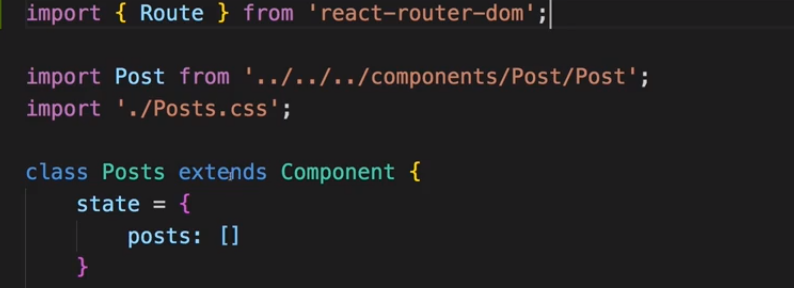 import { Route } from 'react-router-dom';
import Post from '../../../components/Post/Post';
import './Posts.css';
class Posts extends Component {
state = {
posts: []
}